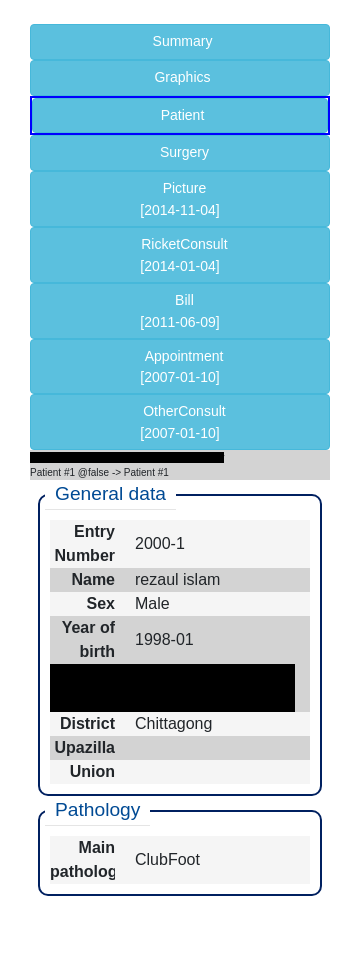 Summary
Graphics
Patient
Surgery
Picture
[2014-11-04]
RicketConsult
[2014-01-04]
Bill
[2011-06-09]
Appointment
[2007-01-10]
OtherConsult
[2007-01-10]
Patient #1 @false -> Patient #1
General data
Entry Number 2000-1
Name rezaul islam
Sex Male
Year of birth 1998-01
District Chittagong
Upazilla
Union
Pathology
Main patholog ClubFoot